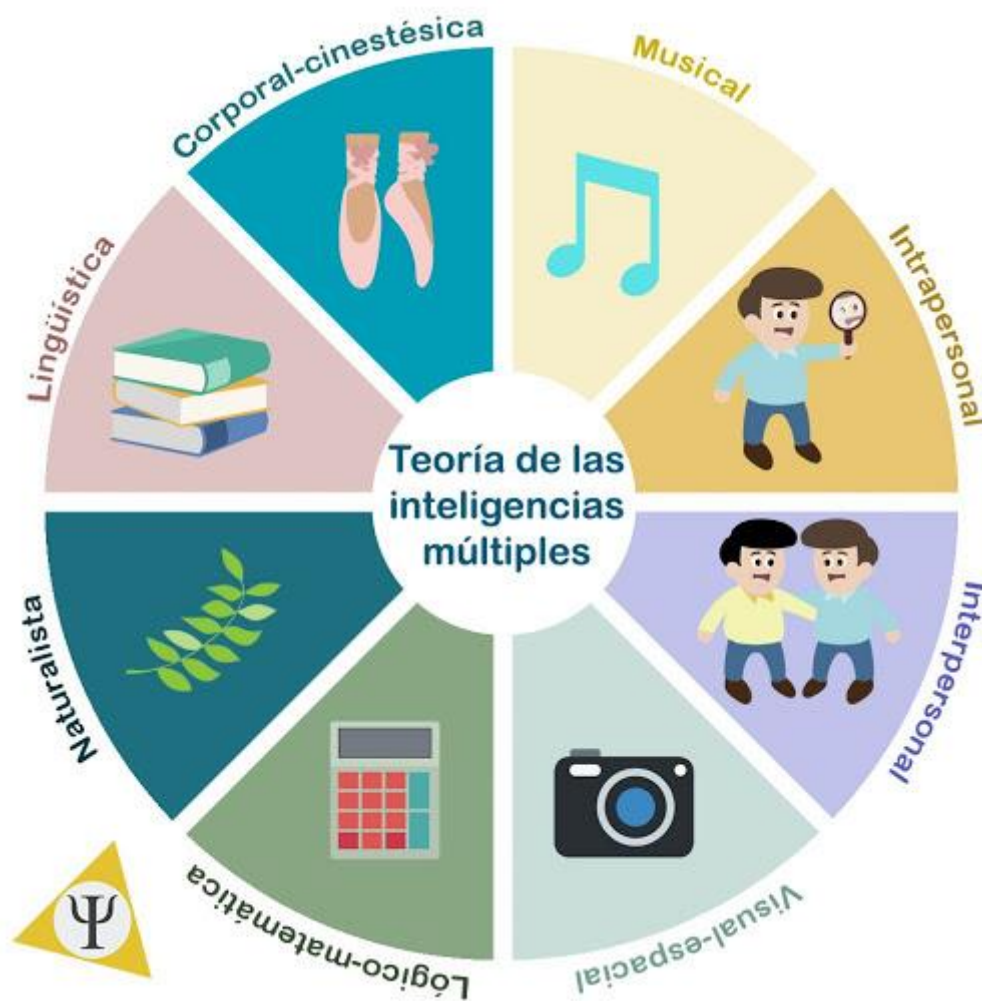 Corporal-cinestésica
Musical
Intrapersonal
Interpersonal
Visual-espacial
Lógico-matemática
Naturalista
Lingüística
Teoría de las
inteligencias
múltiples
Ψ